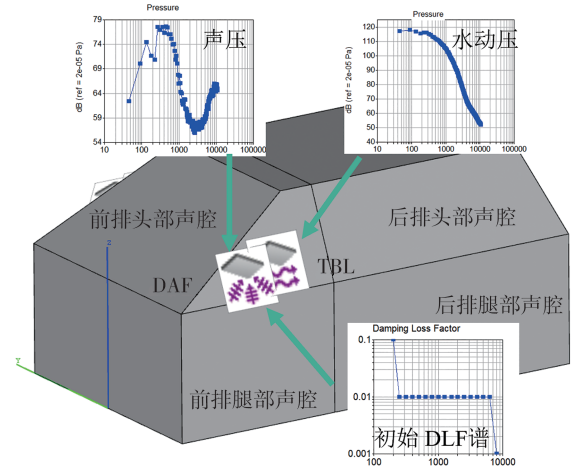 Pressure
声压
dB (ref = 2e-05 Pa)
79
74
69
64
59
54
10 100 1000 10000 100000
Pressure
水动压
dB (ref = 2e-05 Pa)
120
110
100
90
80
70
60
50
40
10 100 1000 10000 100000
前排头部声腔
后排头部声腔
DAF
TBL
后排腿部声腔
前排腿部声腔
Z
Y
Damping Loss Factor
0.1
0.01
0.001
初始 DLF谱
100 1000 10000